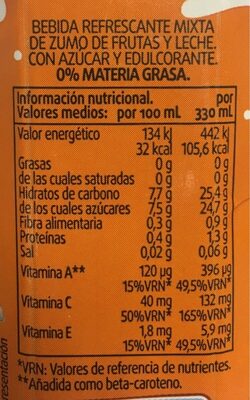 BEBIDA REFRESCANTE MIXTA
DE ZUMO DE FRUTAS Y LECHE.
CON AZÚCAR Y EDULCORANTE.
0% MATERIA GRASA.
Información nutricional. por
Valores medios: por 100 mL 330 mL
Valor energético 134 kJ 442 kJ
32 kcal 105,6 kcal
Grasas 0 g 0 g
de las cuales saturadas 0 g 0 g
Hidratos de carbono 7,7 g 25,4 g
de los cuales azúcares 7,5 g 24,7 g
Fibra alimentaria 0,3 g 0,9 g
Proteínas 0,4 g 1,3 g
Sal 0,02 g 0,06 g
Vitamina A** 120 µg 396 µg
15%VRN* 49,5%VRN*
Vitamina C 40 mg 132 mg
50%VRN* 165%VRN*
Vitamina E 1,8 mg 5,9 mg
15%VRN* 49,5%VRN*
*VRN: Valores de referencia de nutrientes.
**Añadida como beta-caroteno.
presentación